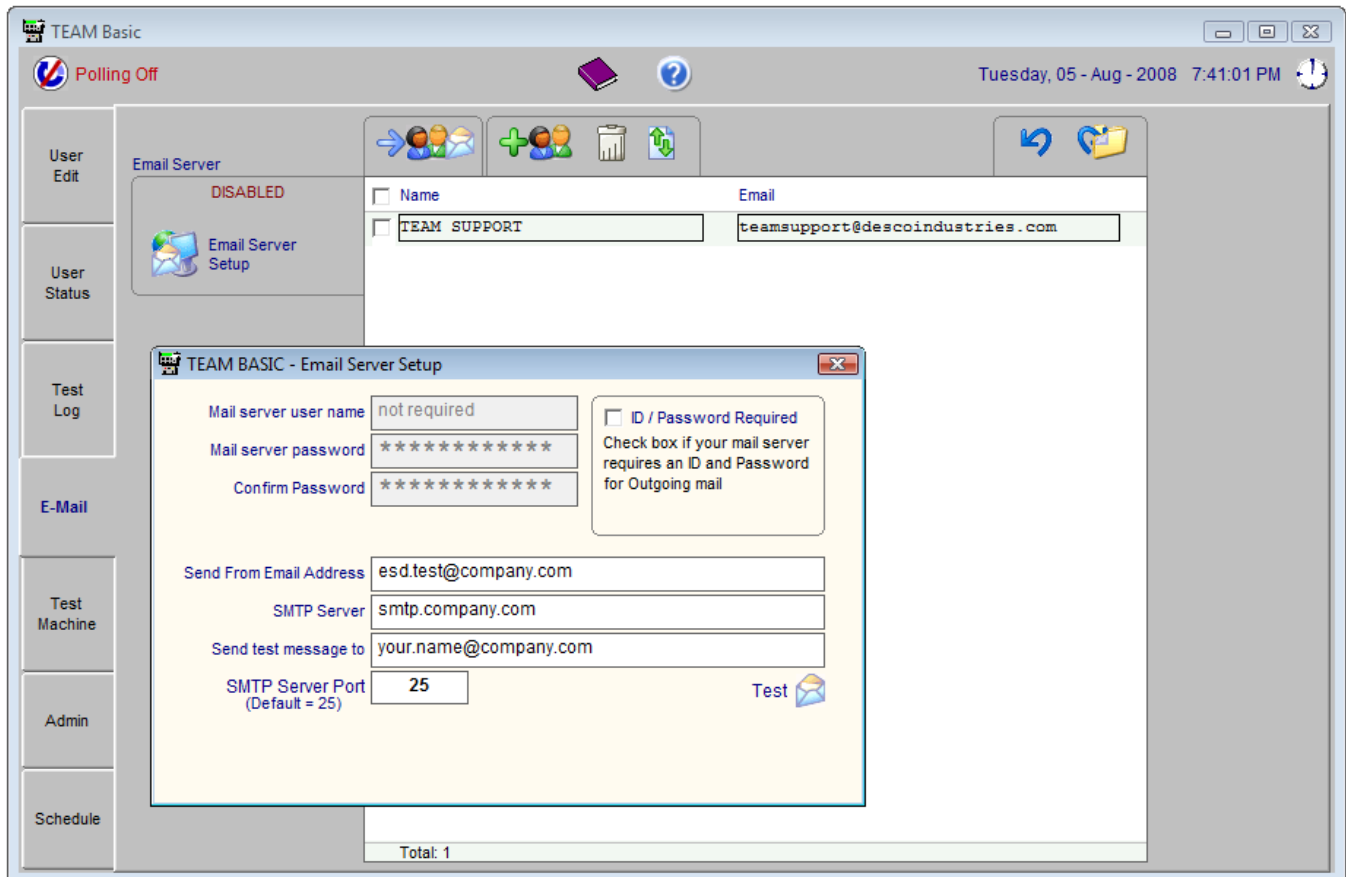 TEAM Basic
Polling Off
Tuesday, 05 - Aug - 2008 7:41:01 PM
User
Edit
User
Status
Test
Log
E-Mail
Test
Machine
Admin
Schedule
Email Server
DISABLED
Email Server
Setup
Name Email
TEAM SUPPORT teamsupport@descoindustries.com
TEAM BASIC - Email Server Setup
Mail server user name not required
Mail server password ************
Confirm Password ************
ID / Password Required
Check box if your mail server
requires an ID and Password
for Outgoing mail
Send From Email Address esd.test@company.com
SMTP Server smtp.company.com
Send test message to your.name@company.com
SMTP Server Port 25
(Default = 25)
Test
Total: 1